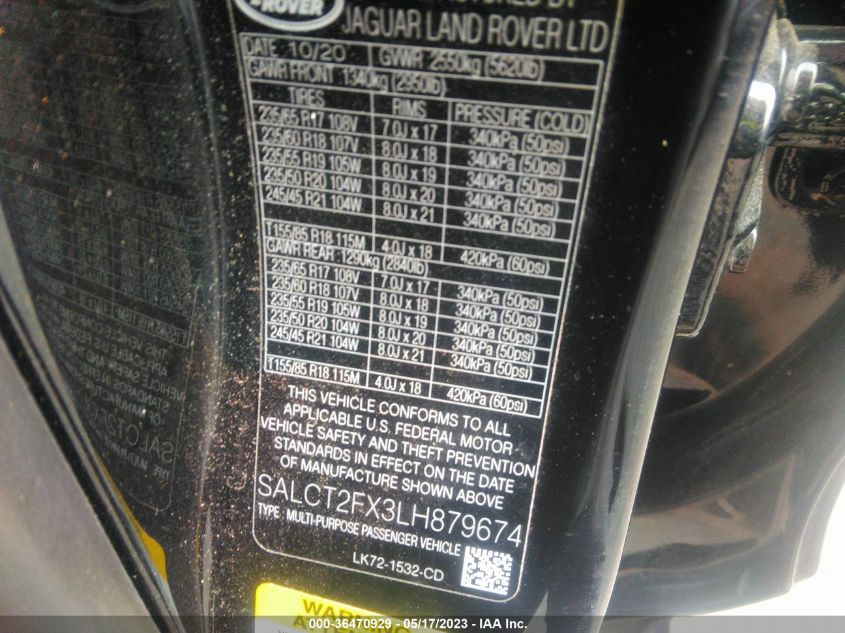 ROVER
BY
JAGUAR LAND ROVER LTD
DATE 10/20 GVWR 2550kg (5620lb)
GAWR FRONT 1340kg (2950lb)
TIRES RIMS PRESSURE (COLD)
235/65 R17 108V 7.0J x 17 340kPa (50psi)
235/60 R18 107V 8.0J x 18 340kPa (50psi)
235/55 R19 105W 8.0J x 19 340kPa (50psi)
235/50 R20 104W 8.0J x 20 340kPa (50psi)
245/45 R21 104W 8.0J x 21 340kPa (50psi)
T155/85 R18 115M 4.0J x 18 420kPa (60psi)
GAWR REAR 1290kg (2840lb)
235/65 R17 108V 7.0J x 17 340kPa (50psi)
235/60 R18 107V 8.0J x 18 340kPa (50psi)
235/55 R19 105W 8.0J x 19 340kPa (50psi)
235/50 R20 104W 8.0J x 20 340kPa (50psi)
245/45 R21 104W 8.0J x 21 340kPa (50psi)
T155/85 R18 115M 4.0J x 18 420kPa (60psi)
THIS VEHICLE CONFORMS TO ALL
APPLICABLE U.S. FEDERAL MOTOR
VEHICLE SAFETY AND THEFT PREVENTION
STANDARDS IN EFFECT ON THE DATE
OF MANUFACTURE SHOWN ABOVE
SALCT2FX3LH879674
TYPE : MULTI-PURPOSE PASSENGER VEHICLE
LK72-1532-CD
WARNING
000-36470929 - 05/17/2023 - IAA Inc.